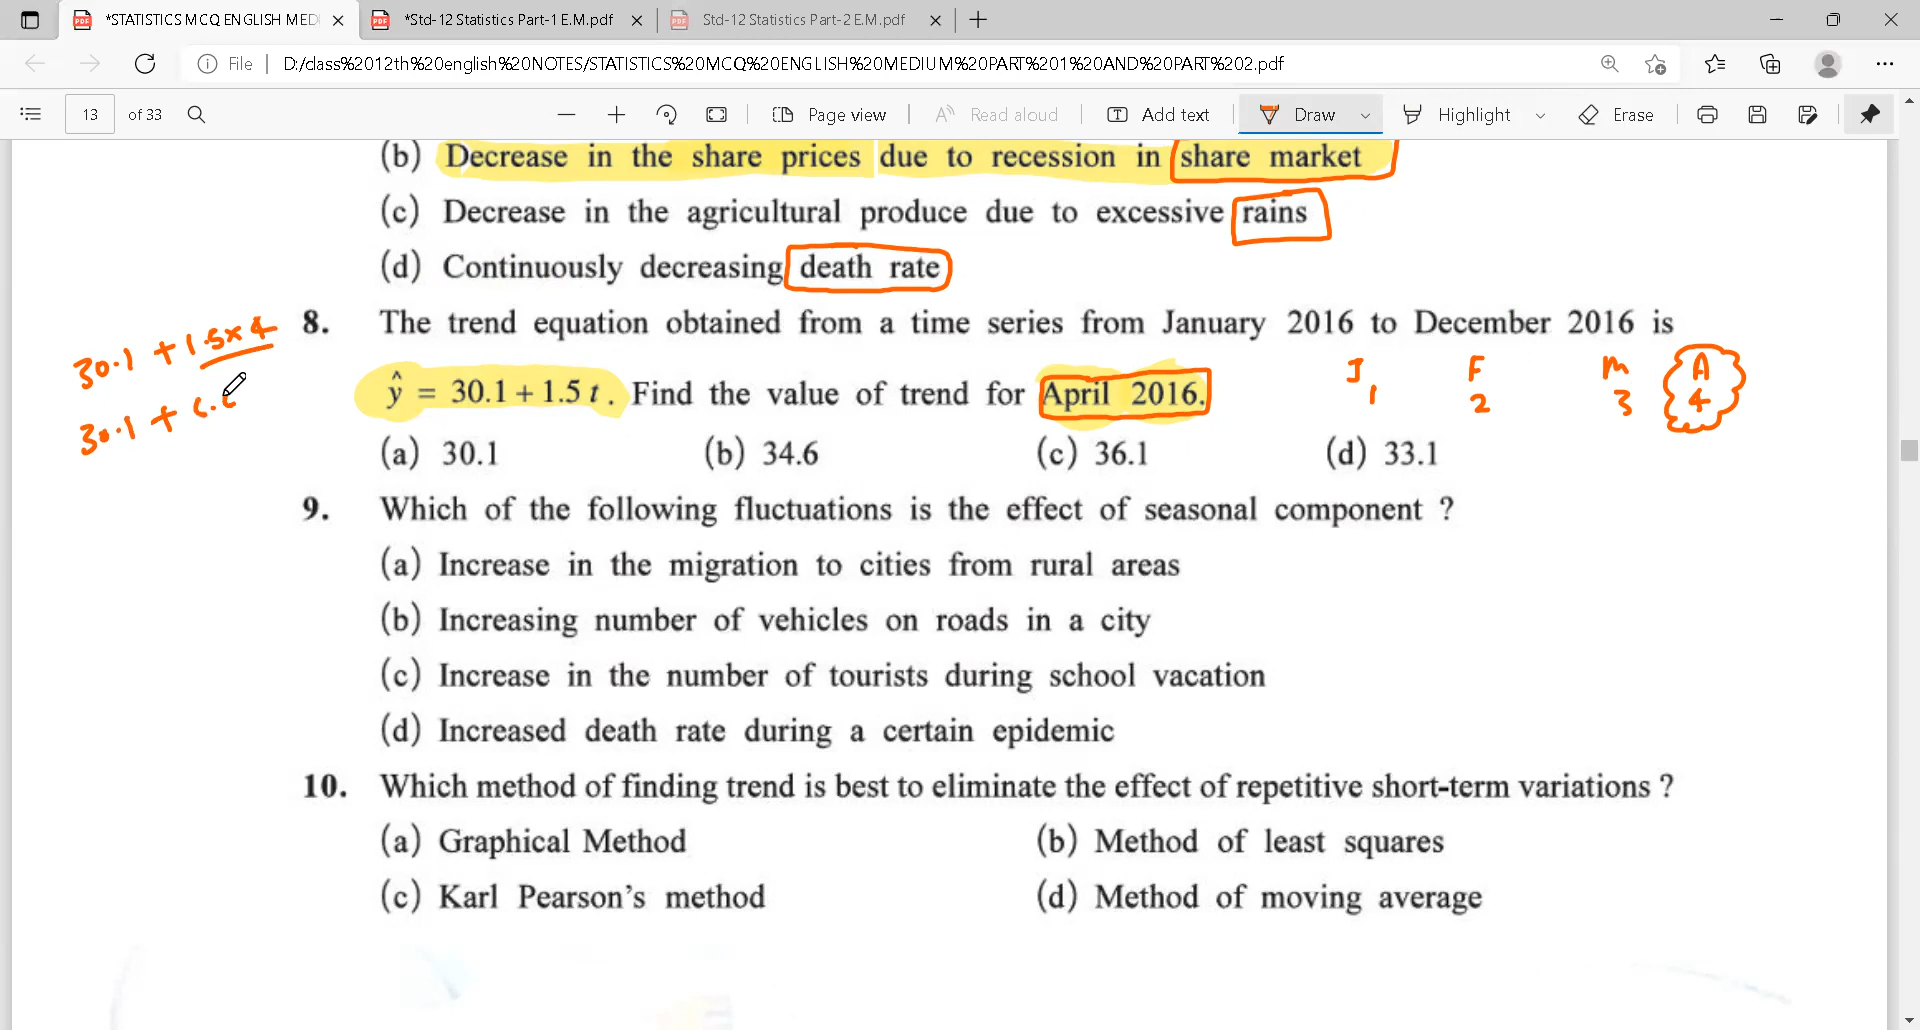 *STATISTICS MCQ ENGLISH MED
*Std-12 Statistics Part-1 E.M.pdf
Std-12 Statistics Part-2 E.M.pdf
File D:/class%2012th%20english%20NOTES/STATISTICS%20MCQ%20ENGLISH%20MEDIUM%20PART%201%20AND%20PART%202.pdf
13 of 33 Page view Read aloud Add text Draw Highlight Erase
(b) Decrease in the share prices due to recession in share market
(c) Decrease in the agricultural produce due to excessive rains
(d) Continuously decreasing death rate
8. The trend equation obtained from a time series from January 2016 to December 2016 is
ŷ = 30.1 + 1.5 t. Find the value of trend for April 2016.
(a) 30.1 (b) 34.6 (c) 36.1 (d) 33.1
30.1 + 1.5 × 4
30.1 + 6.
J F M A
1 2 3 4
9. Which of the following fluctuations is the effect of seasonal component ?
(a) Increase in the migration to cities from rural areas
(b) Increasing number of vehicles on roads in a city
(c) Increase in the number of tourists during school vacation
(d) Increased death rate during a certain epidemic
10. Which method of finding trend is best to eliminate the effect of repetitive short-term variations ?
(a) Graphical Method (b) Method of least squares
(c) Karl Pearson's method (d) Method of moving average